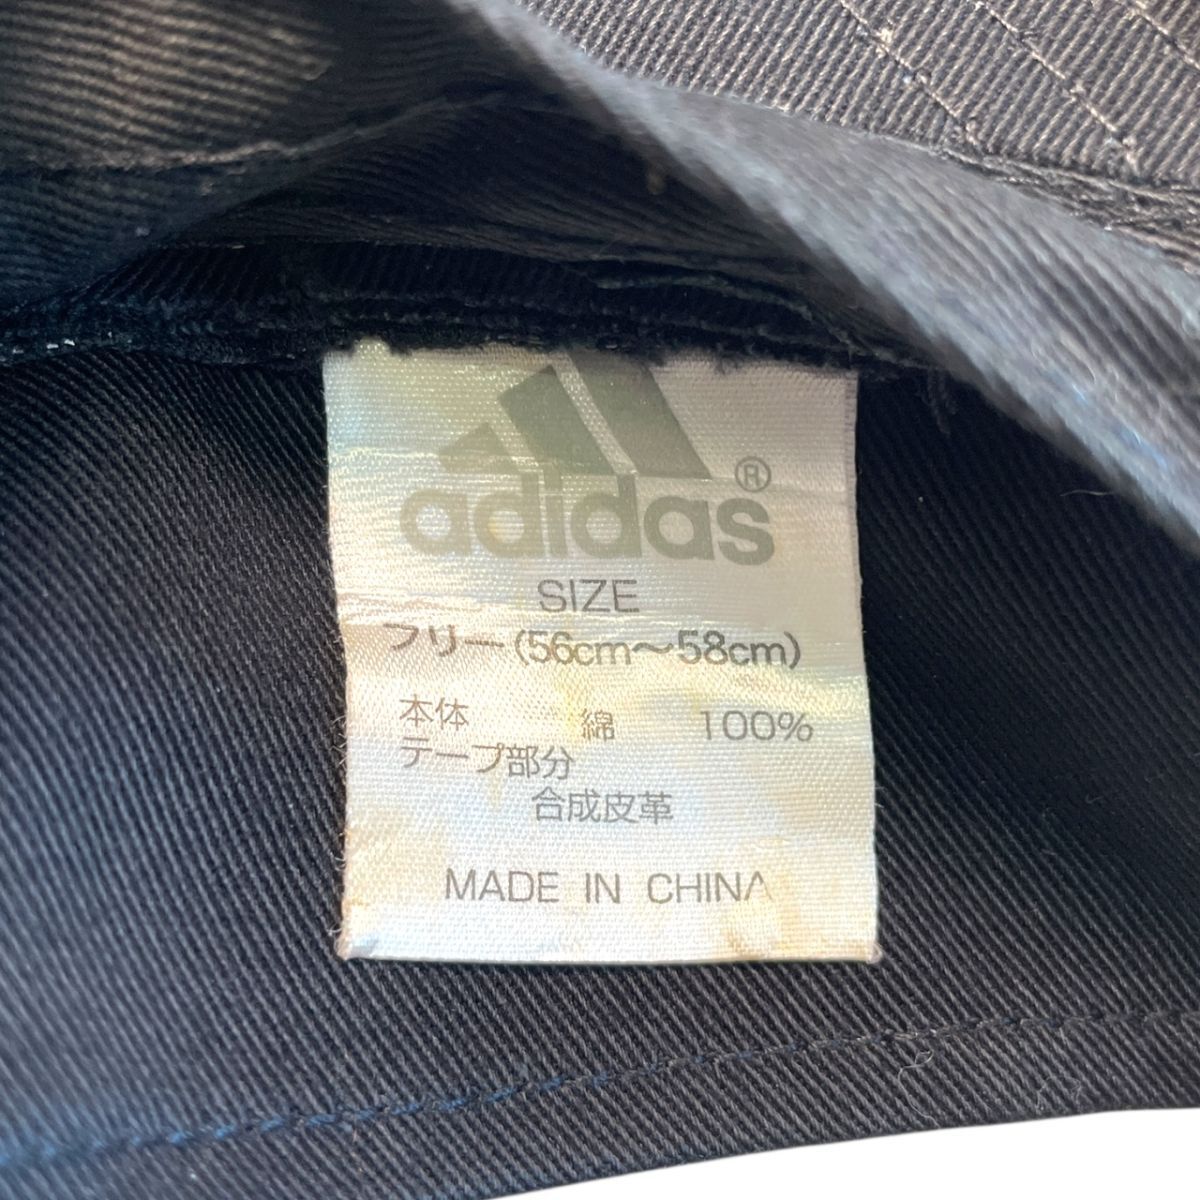 adidas®
SIZE
フリー(56cm〜58cm)
本体 綿 100%
テープ部分
合成皮革
MADE IN CHINA